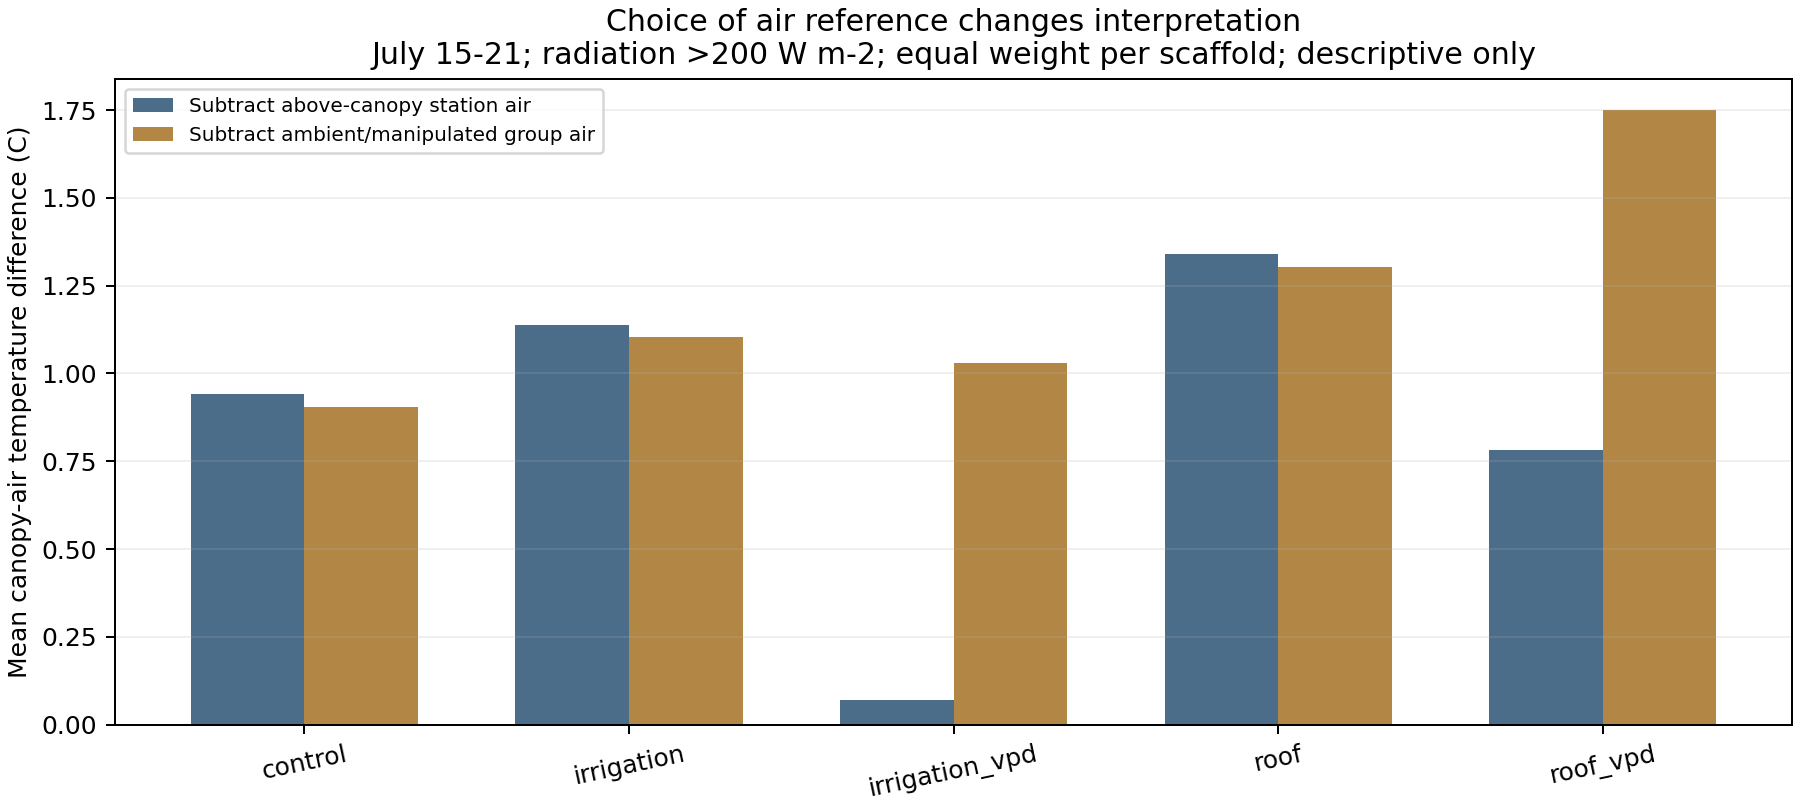 Choice of air reference changes interpretation
July 15-21; radiation >200 W m-2; equal weight per scaffold; descriptive only
Subtract above-canopy station air
Subtract ambient/manipulated group air
Mean canopy-air temperature difference (C)
1.75
1.50
1.25
1.00
0.75
0.50
0.25
0.00
control
irrigation
irrigation_vpd
roof
roof_vpd